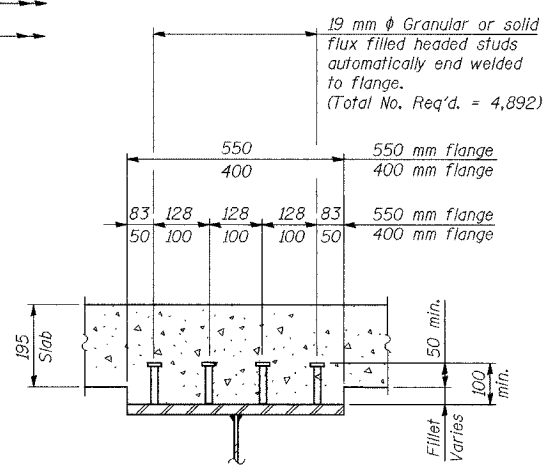 19 mm ϕ Granular or solid
flux filled headed studs
automatically end welded
to flange.
(Total No. Req'd. = 4,892)
550 550 mm flange
400 400 mm flange
83 128 128 128 83 550 mm flange
50 100 100 100 50 400 mm flange
195
Slab
50 min.
100
min.
Fillet
Varies